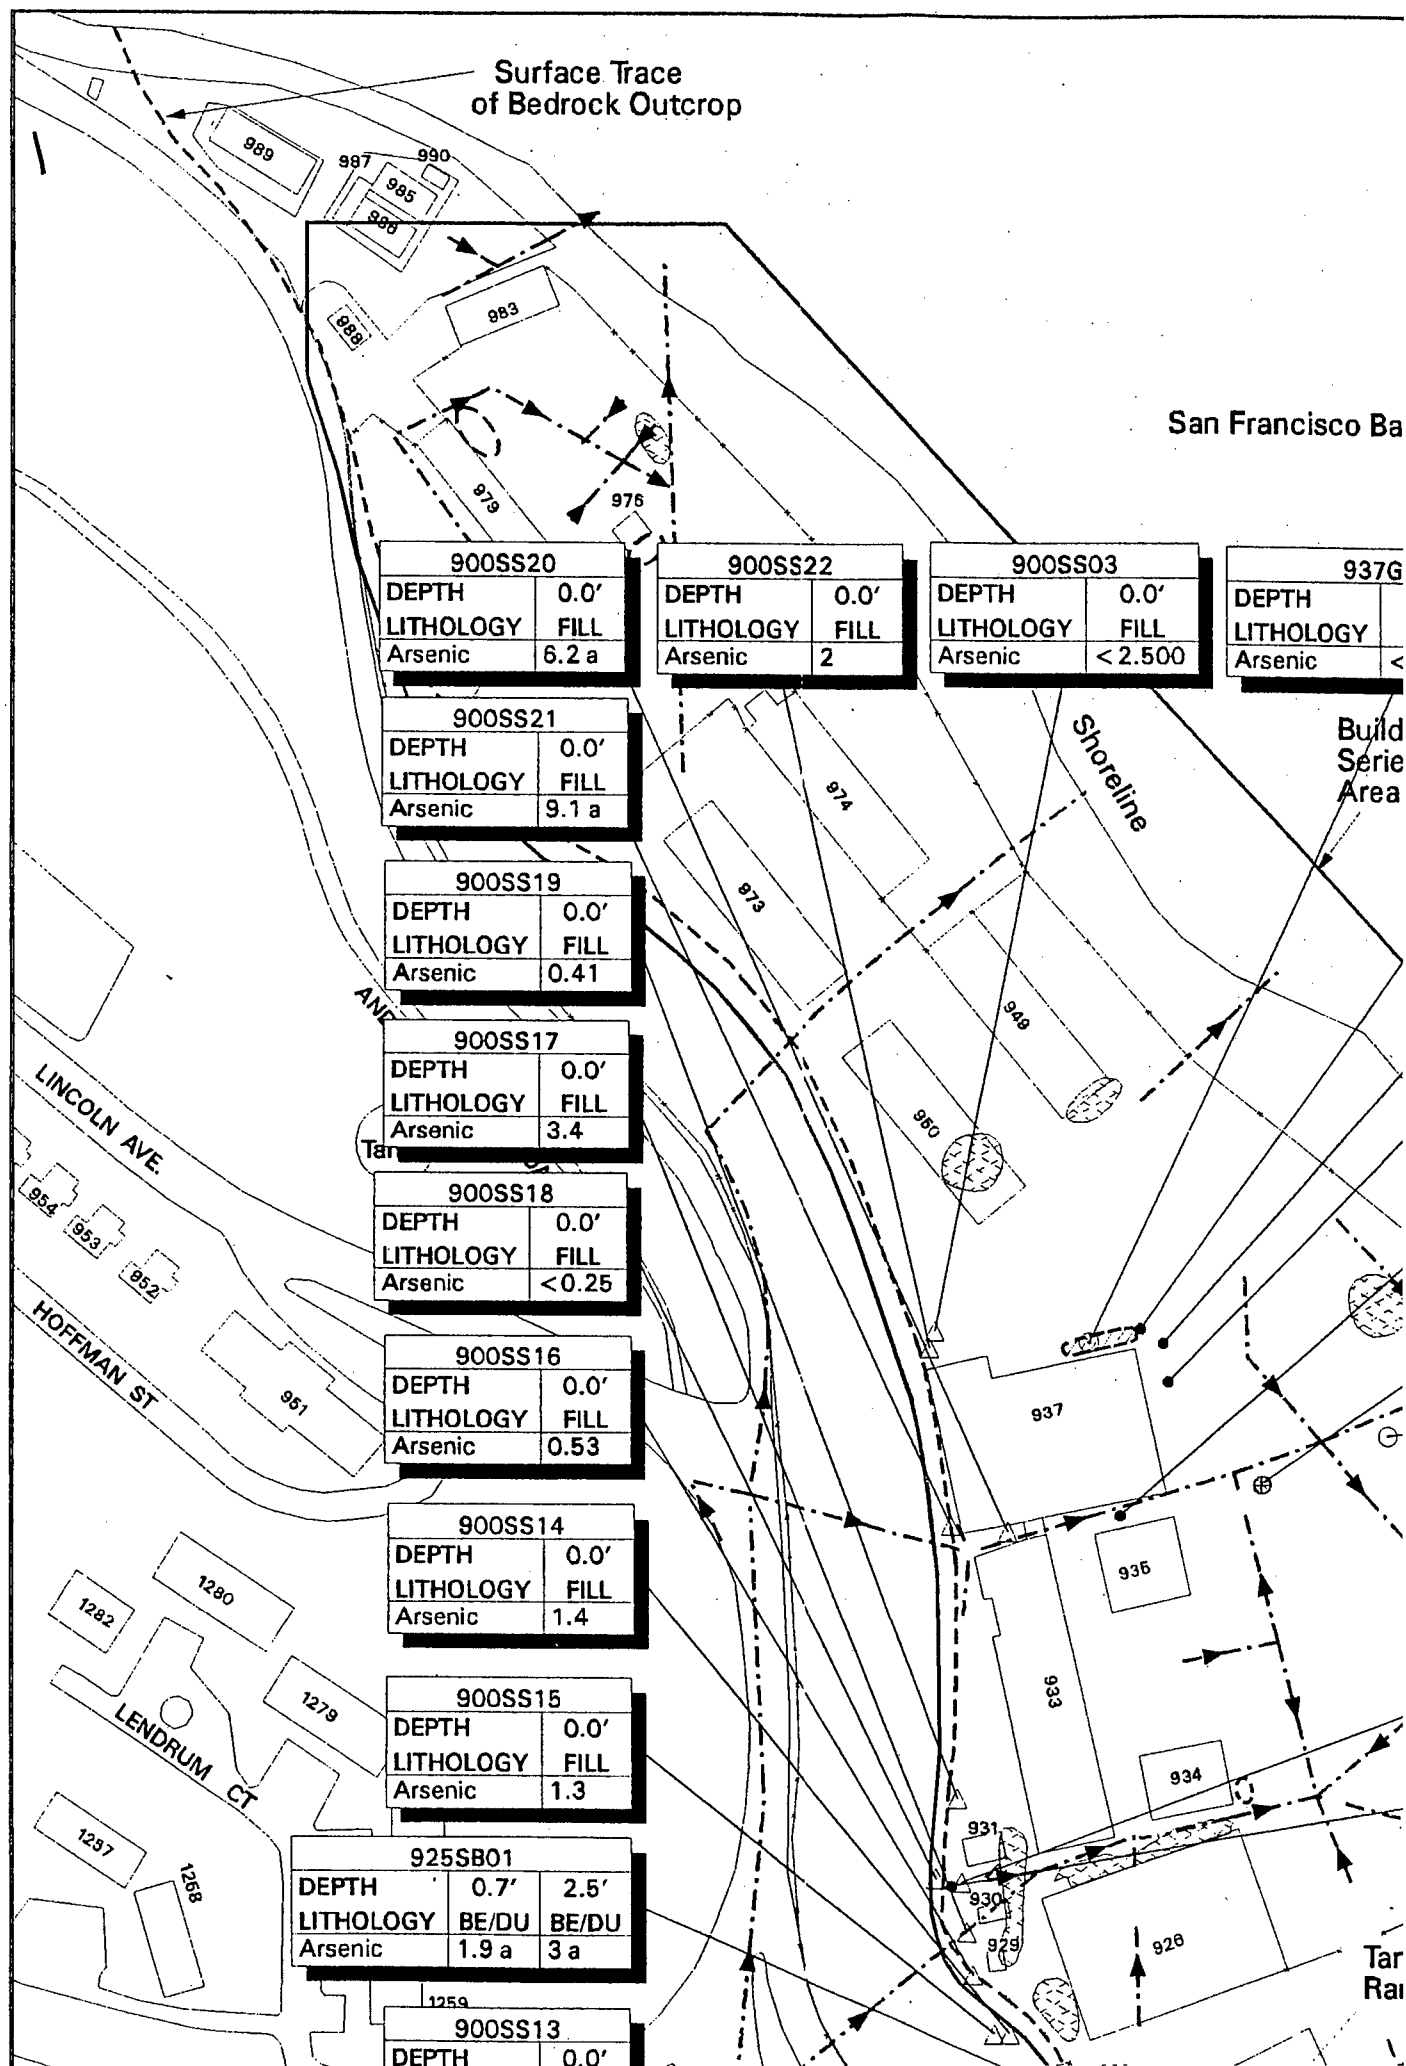 Surface Trace
of Bedrock Outcrop
989
987
990
985
986
983
988
San Francisco Ba
979
976
900SS20
DEPTH 0.0'
LITHOLOGY FILL
Arsenic 6.2 a
900SS22
DEPTH 0.0'
LITHOLOGY FILL
Arsenic 2
900SS03
DEPTH 0.0'
LITHOLOGY FILL
Arsenic <2.500
937G
DEPTH
LITHOLOGY
Arsenic <
900SS21
DEPTH 0.0'
LITHOLOGY FILL
Arsenic 9.1 a
Shoreline
Build
Serie
Area
974
973
900SS19
DEPTH 0.0'
LITHOLOGY FILL
Arsenic 0.41
AND
949
950
900SS17
DEPTH 0.0'
LITHOLOGY FILL
Arsenic 3.4
LINCOLN AVE.
Tan
900SS18
DEPTH 0.0'
LITHOLOGY FILL
Arsenic <0.25
954
953
952
HOFFMAN ST
951
900SS16
DEPTH 0.0'
LITHOLOGY FILL
Arsenic 0.53
937
900SS14
DEPTH 0.0'
LITHOLOGY FILL
Arsenic 1.4
935
1280
1282
1279
933
LENDRUM CT
900SS15
DEPTH 0.0'
LITHOLOGY FILL
Arsenic 1.3
934
1257
1258
931
930
929
926
925SB01
DEPTH 0.7' 2.5'
LITHOLOGY BE/DU BE/DU
Arsenic 1.9 a 3 a
Tar
Rar
1259
900SS13
DEPTH 0.0'